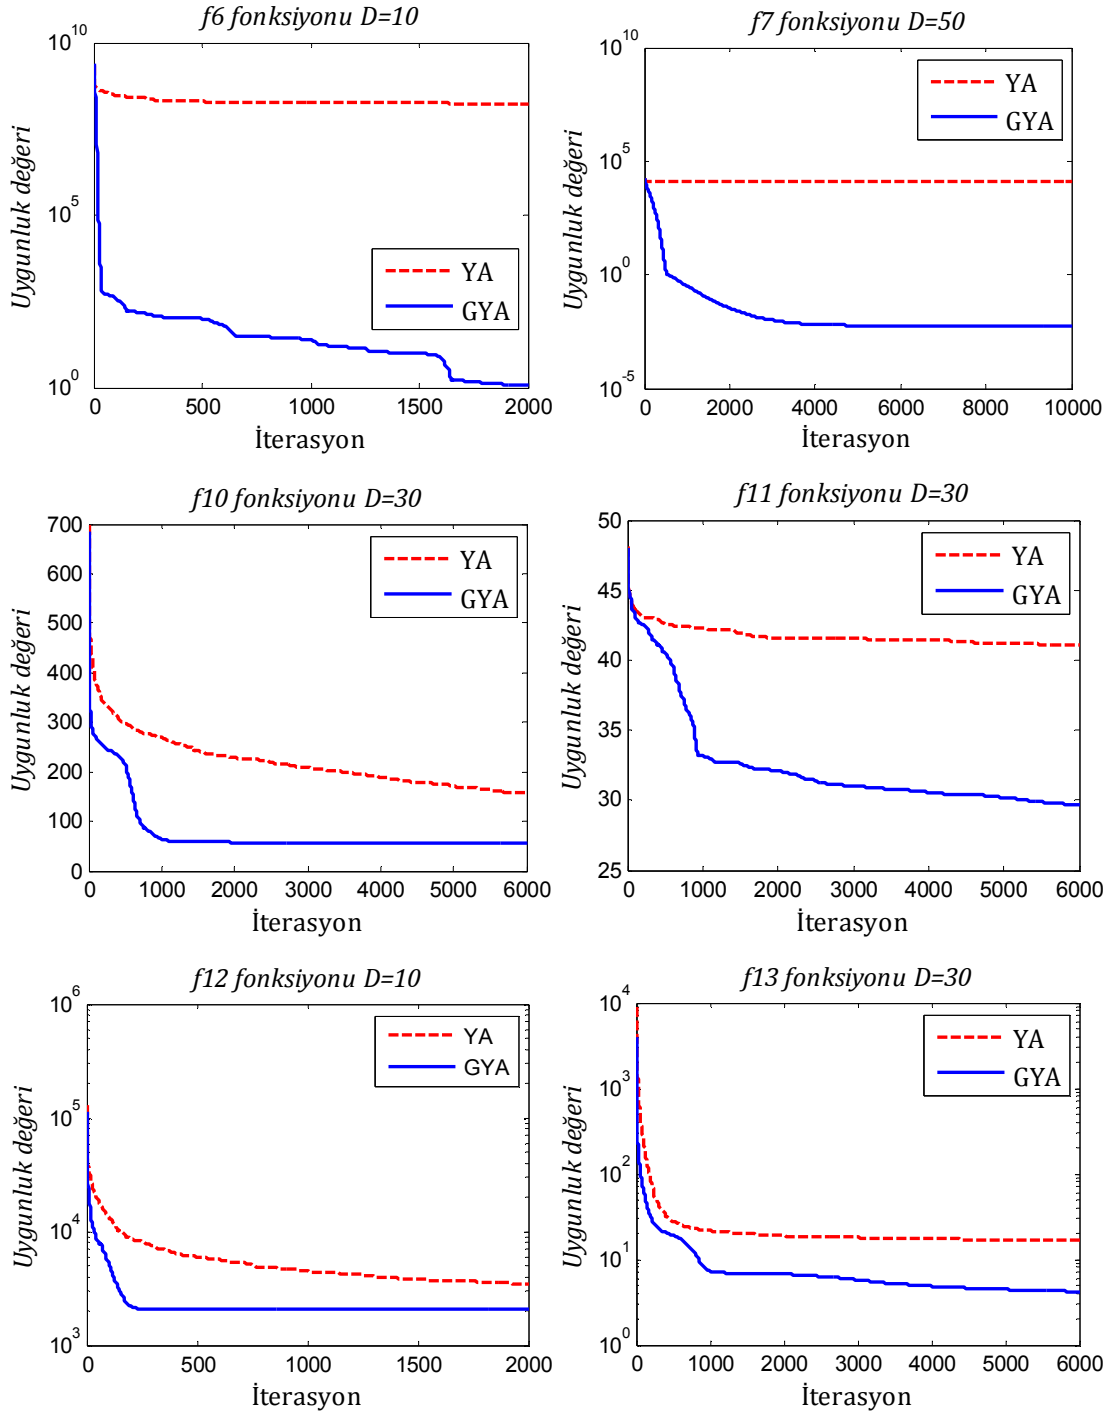 f6 fonksiyonu D=10
10^10
10^5
10^0
Uygunluk değeri
YA
GYA
0 500 1000 1500 2000
İterasyon
f7 fonksiyonu D=50
10^10
10^5
10^0
10^-5
Uygunluk değeri
YA
GYA
0 2000 4000 6000 8000 10000
İterasyon
f10 fonksiyonu D=30
700
600
500
400
300
200
100
0
Uygunluk değeri
YA
GYA
0 1000 2000 3000 4000 5000 6000
İterasyon
f11 fonksiyonu D=30
50
45
40
35
30
25
Uygunluk değeri
YA
GYA
0 1000 2000 3000 4000 5000 6000
İterasyon
f12 fonksiyonu D=10
10^6
10^5
10^4
10^3
Uygunluk değeri
YA
GYA
0 500 1000 1500 2000
İterasyon
f13 fonksiyonu D=30
10^4
10^3
10^2
10^1
10^0
Uygunluk değeri
YA
GYA
0 1000 2000 3000 4000 5000 6000
İterasyon